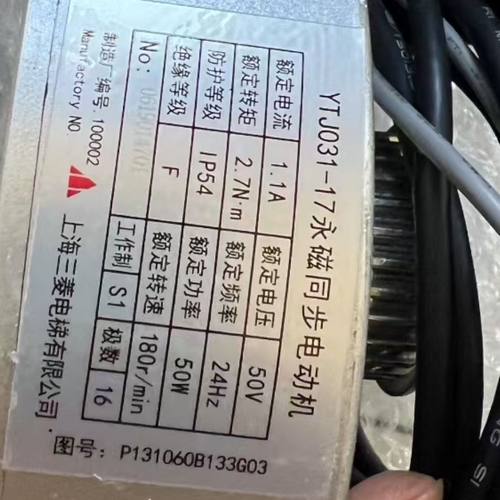 YTJ031-17永磁同步电动机
额定电流 1.1A 额定电压 50V
额定转矩 2.7N·m 额定频率 24Hz
防护等级 IP54 额定功率 50W
绝缘等级 F 额定转速 180r/min
No: 工作制 S1 极数 16
制造厂编号:100002
Manufactory NO.
上海三菱电梯有限公司.
图号: P131060B133G03
SI